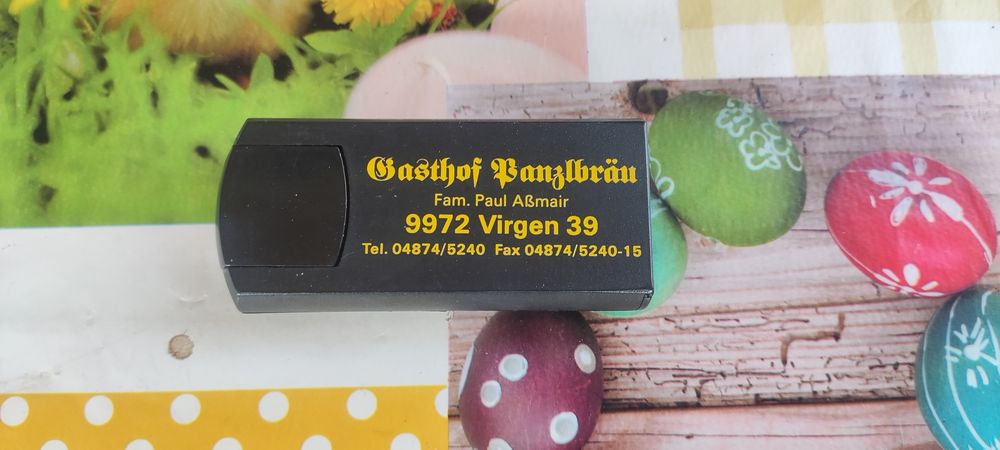 Gasthof Panzlbräu
Fam. Paul Aßmair
9972 Virgen 39
Tel. 04874/5240 Fax 04874/5240-15